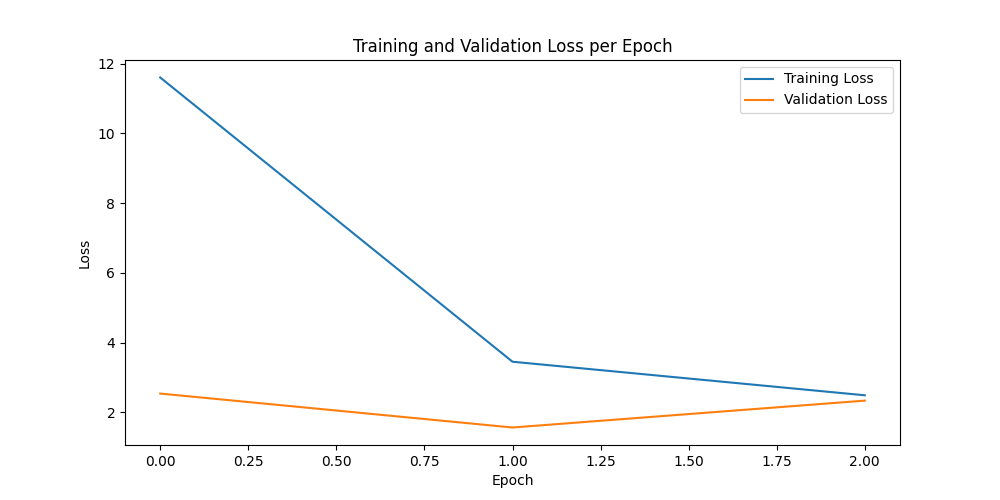 Training and Validation Loss per Epoch
Training Loss
Validation Loss
12
10
8
6
4
2
Loss
0.00 0.25 0.50 0.75 1.00 1.25 1.50 1.75 2.00
Epoch